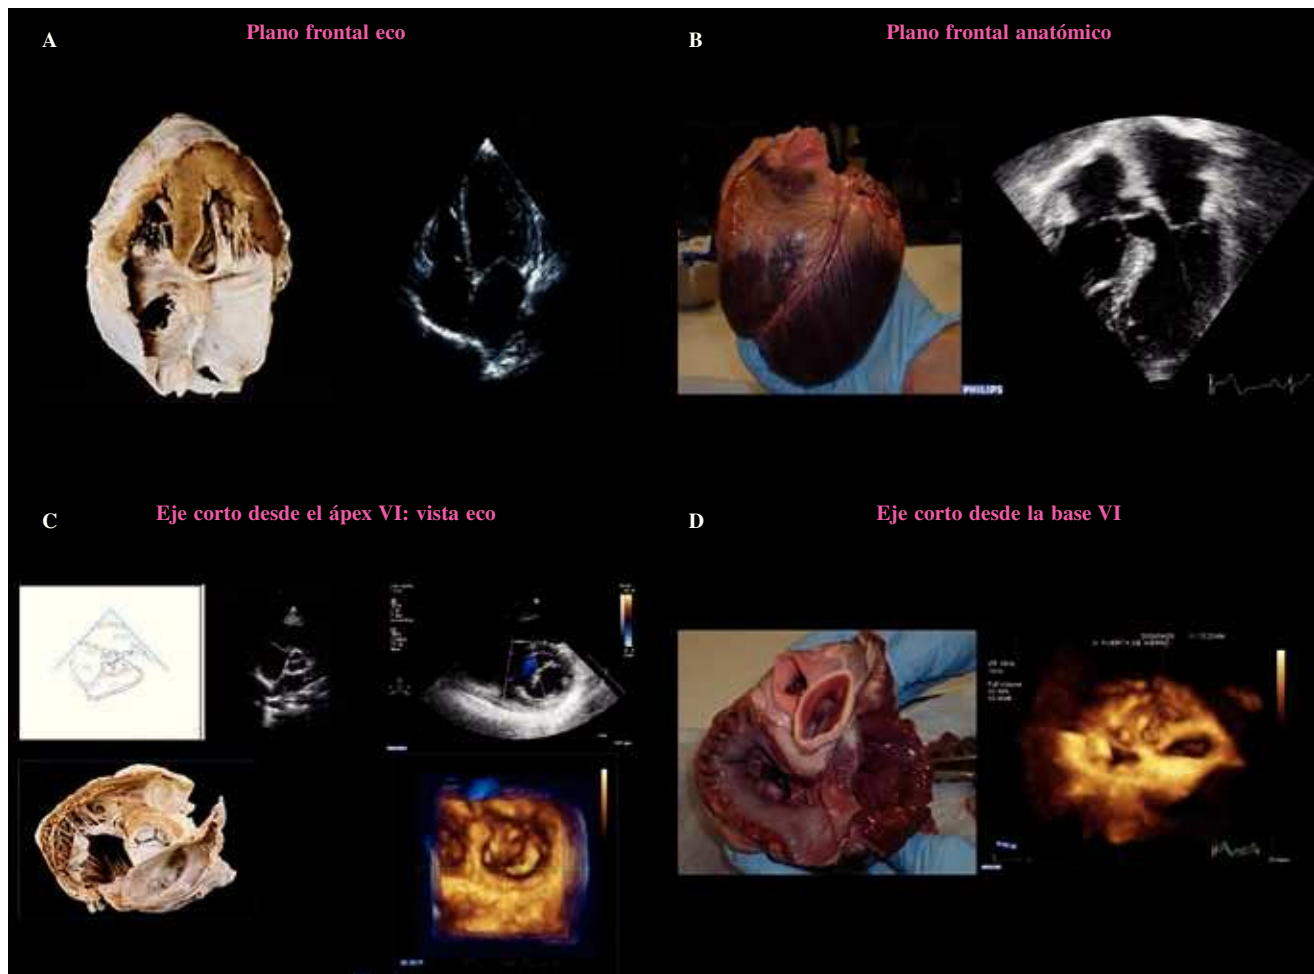 A
Plano frontal eco
B
Plano frontal anatómico
PHILIPS
C
Eje corto desde el ápex VI: vista eco
D
Eje corto desde la base VI